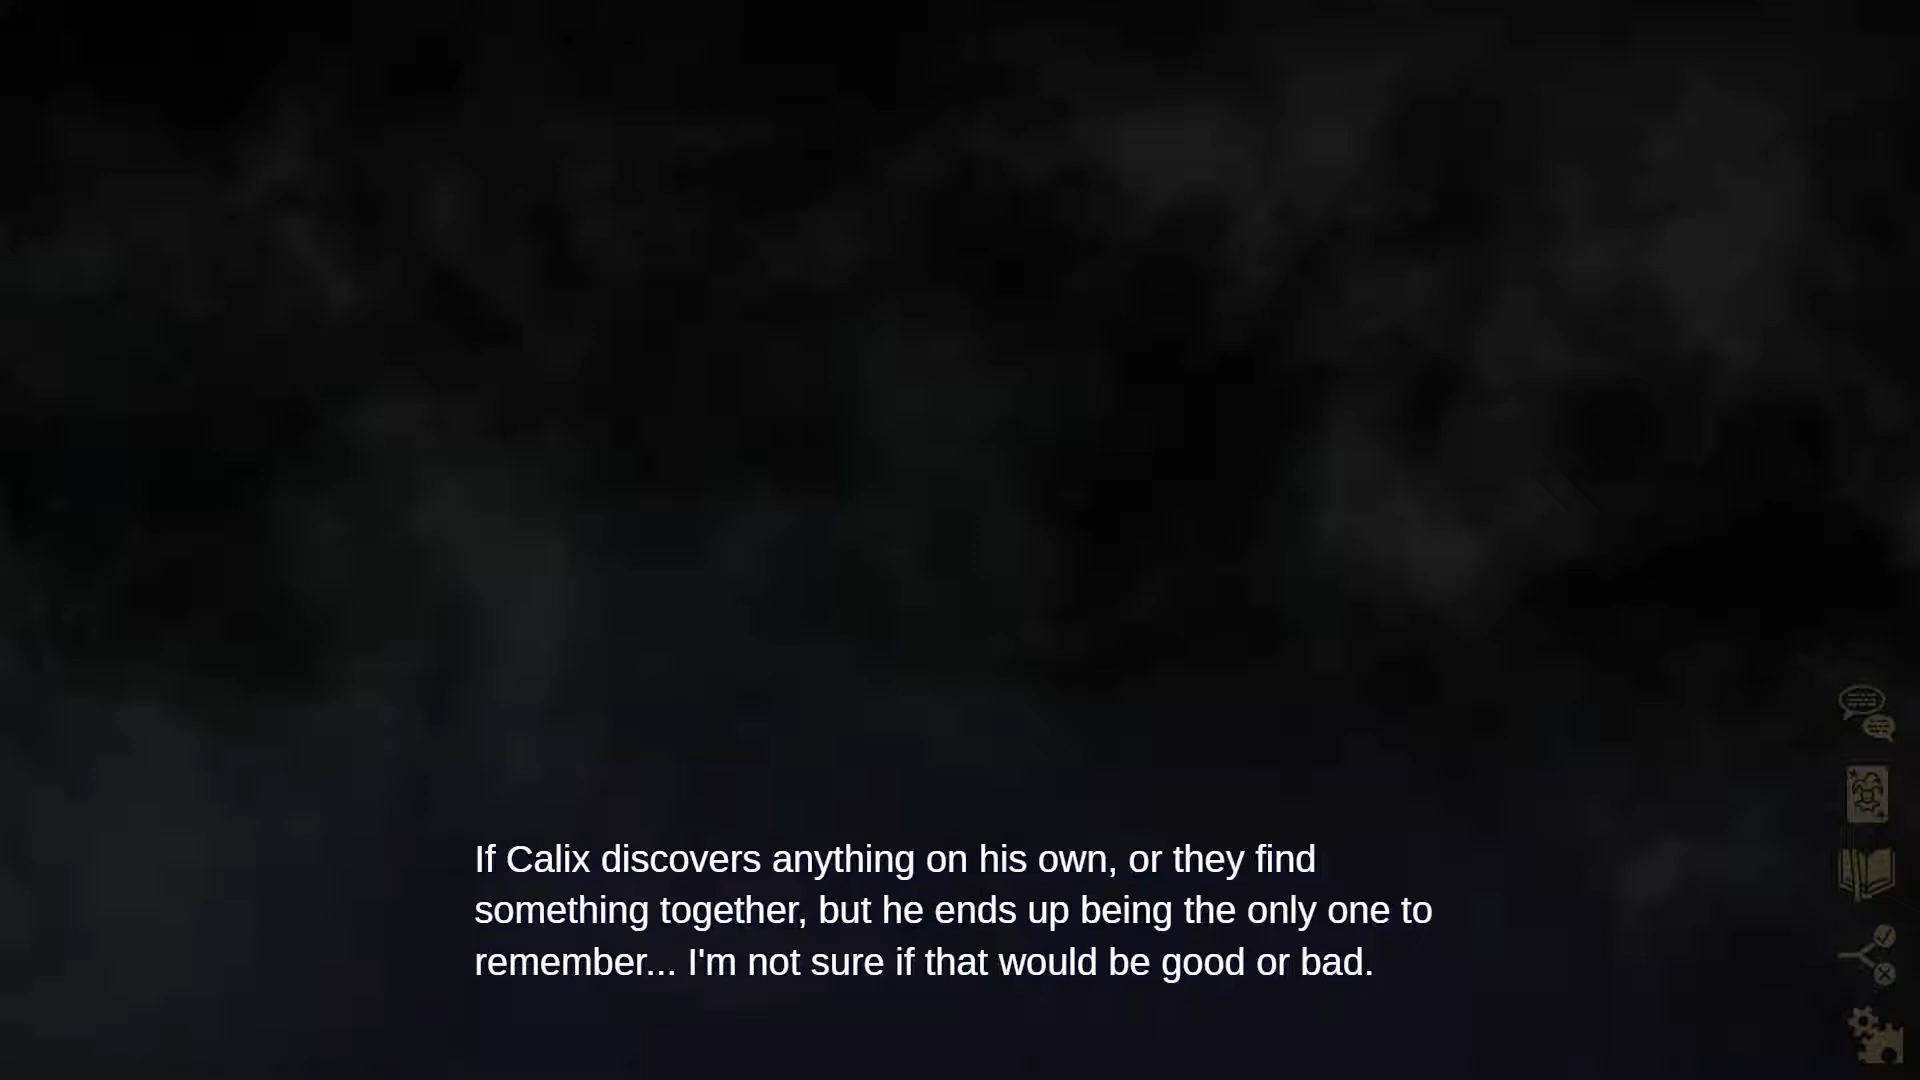 If Calix discovers anything on his own, or they find
something together, but he ends up being the only one to
remember... I'm not sure if that would be good or bad.